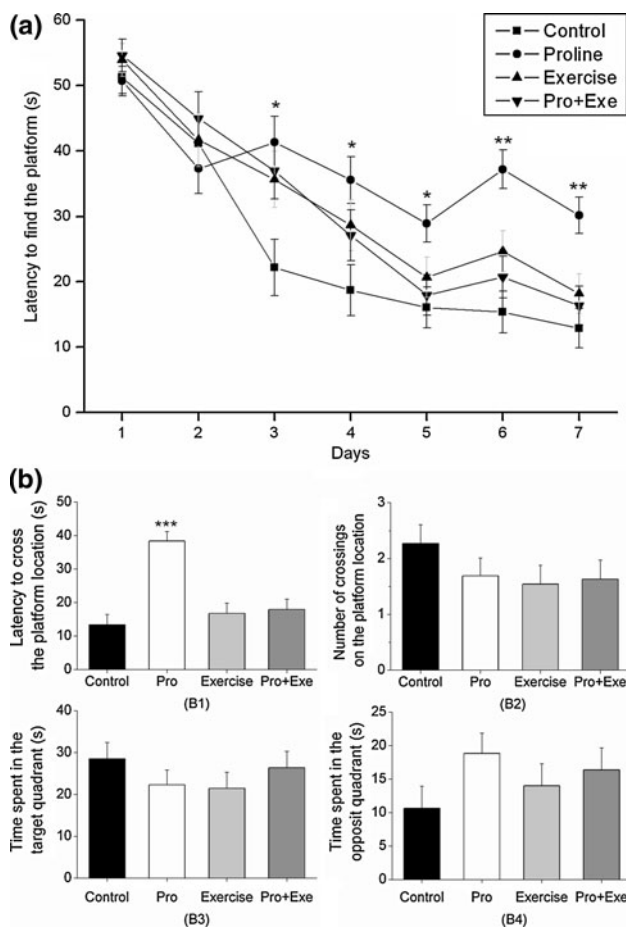 (a)
60
50
40
30
20
10
0
Latency to find the platform (s)
Control
Proline
Exercise
Pro+Exe
*
*
*
**
**
1 2 3 4 5 6 7
Days
(b)
Latency to cross
the platform location (s)
40
30
20
10
0
***
Control Pro Exercise Pro+Exe
(B1)
Number of crossings
on the platform location
3
2
1
0
Control Pro Exercise Pro+Exe
(B2)
Time spent in the
target quadrant (s)
40
30
20
10
0
Control Pro Exercise Pro+Exe
(B3)
Time spent in the
opposit quadrant (s)
25
20
15
10
5
0
Control Pro Exercise Pro+Exe
(B4)